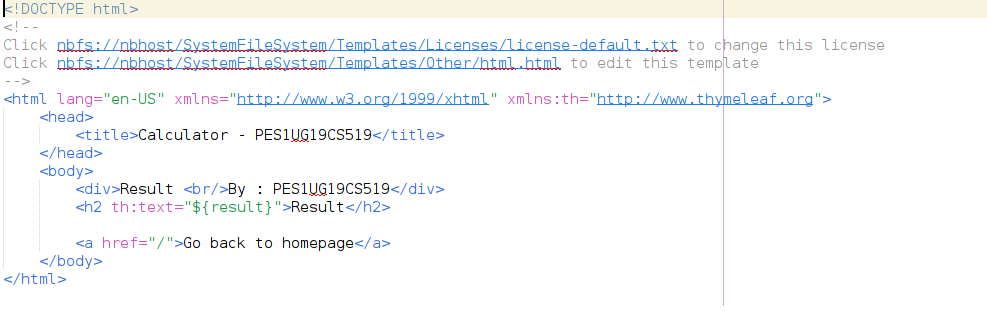 <!DOCTYPE html>
<!--
Click nbfs://nbhost/SystemFileSystem/Templates/Licenses/license-default.txt to change this license
Click nbfs://nbhost/SystemFileSystem/Templates/Other/html.html to edit this template
-->
<html lang="en-US" xmlns="http://www.w3.org/1999/xhtml" xmlns:th="http://www.thymeleaf.org">
    <head>
        <title>Calculator - PES1UG19CS519</title>
    </head>
    <body>
        <div>Result <br/>By : PES1UG19CS519</div>
        <h2 th:text="${result}">Result</h2>

        <a href="/">Go back to homepage</a>
    </body>
</html>